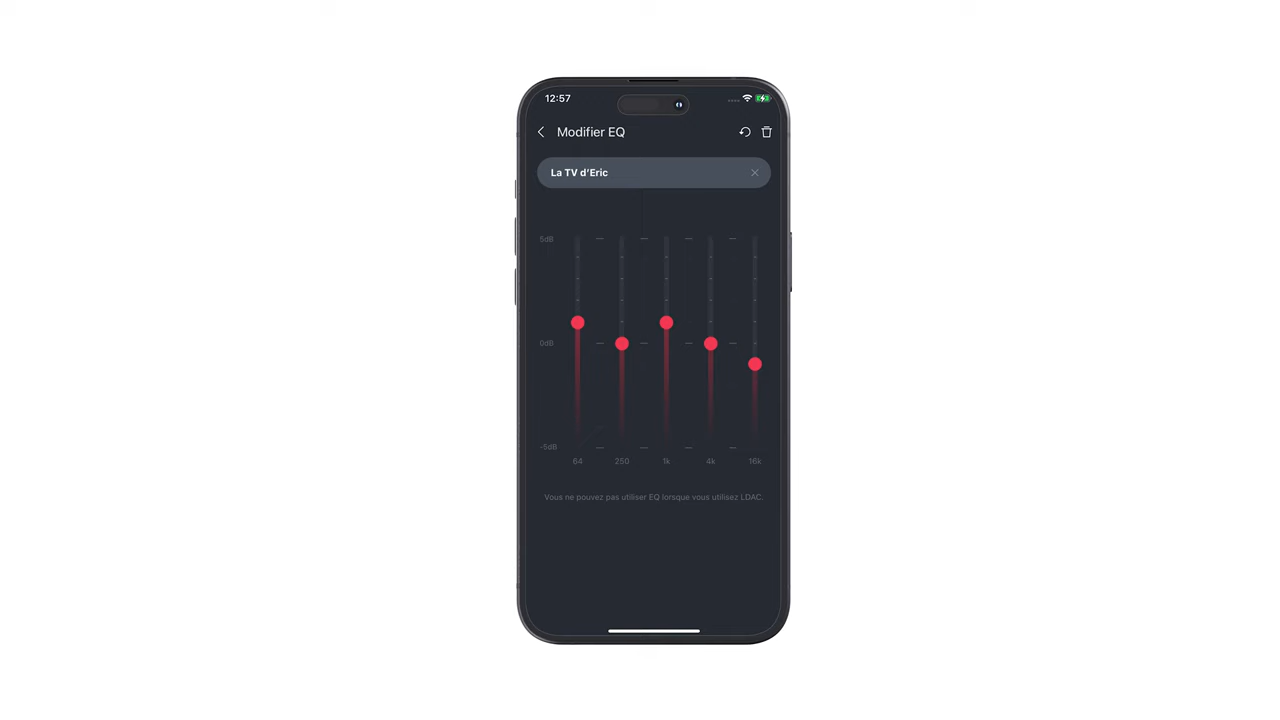 12:57
Modifier EQ
La TV d’Eric
5dB
0dB
-5dB
64 250 1k 4k 16k
Vous ne pouvez pas utiliser EQ lorsque vous utilisez LDAC.